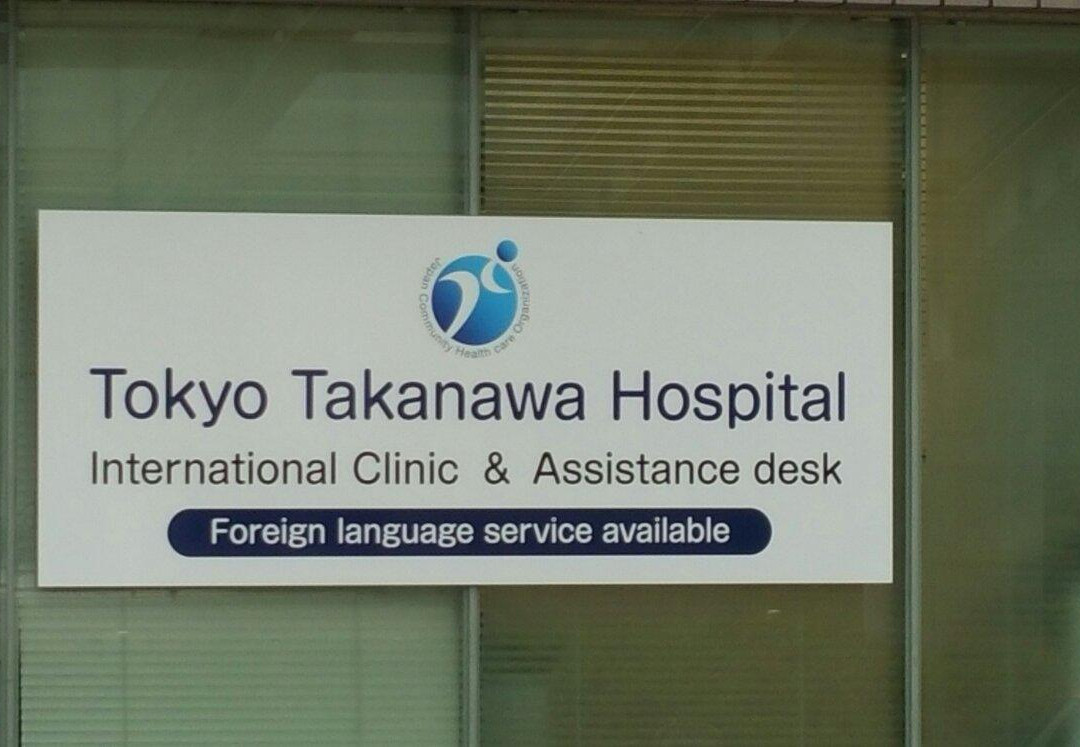 Japan Community Health care Organization
Tokyo Takanawa Hospital
International Clinic & Assistance desk
Foreign language service available